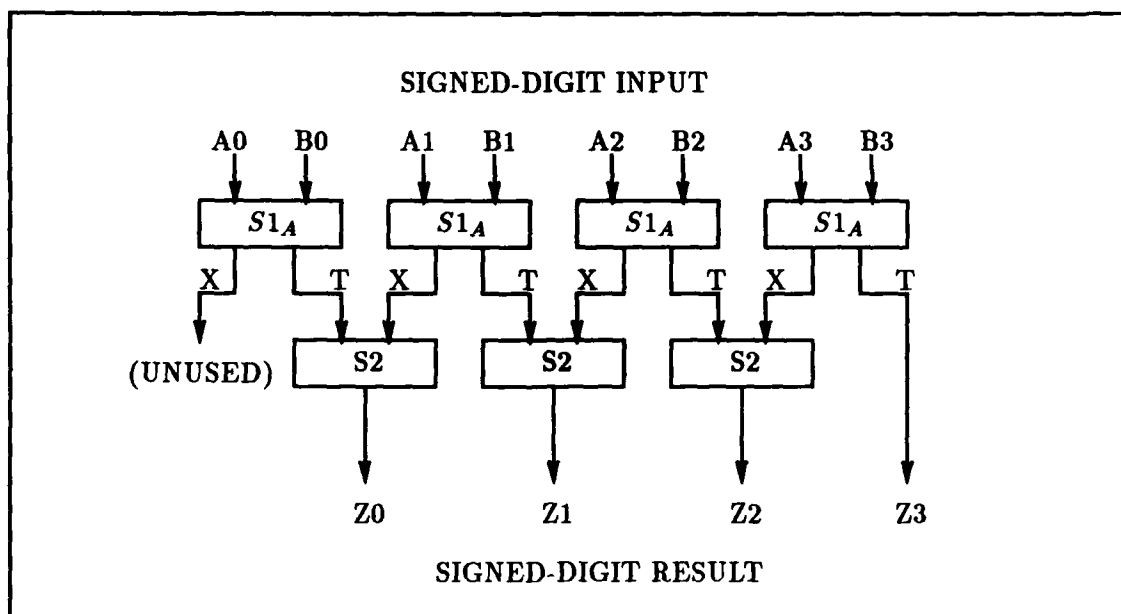 SIGNED-DIGIT INPUT
A0 B0 A1 B1 A2 B2 A3 B3
S1A S1A S1A S1A
X T X T X T X T
(UNUSED) S2 S2 S2
Z0 Z1 Z2 Z3
SIGNED-DIGIT RESULT